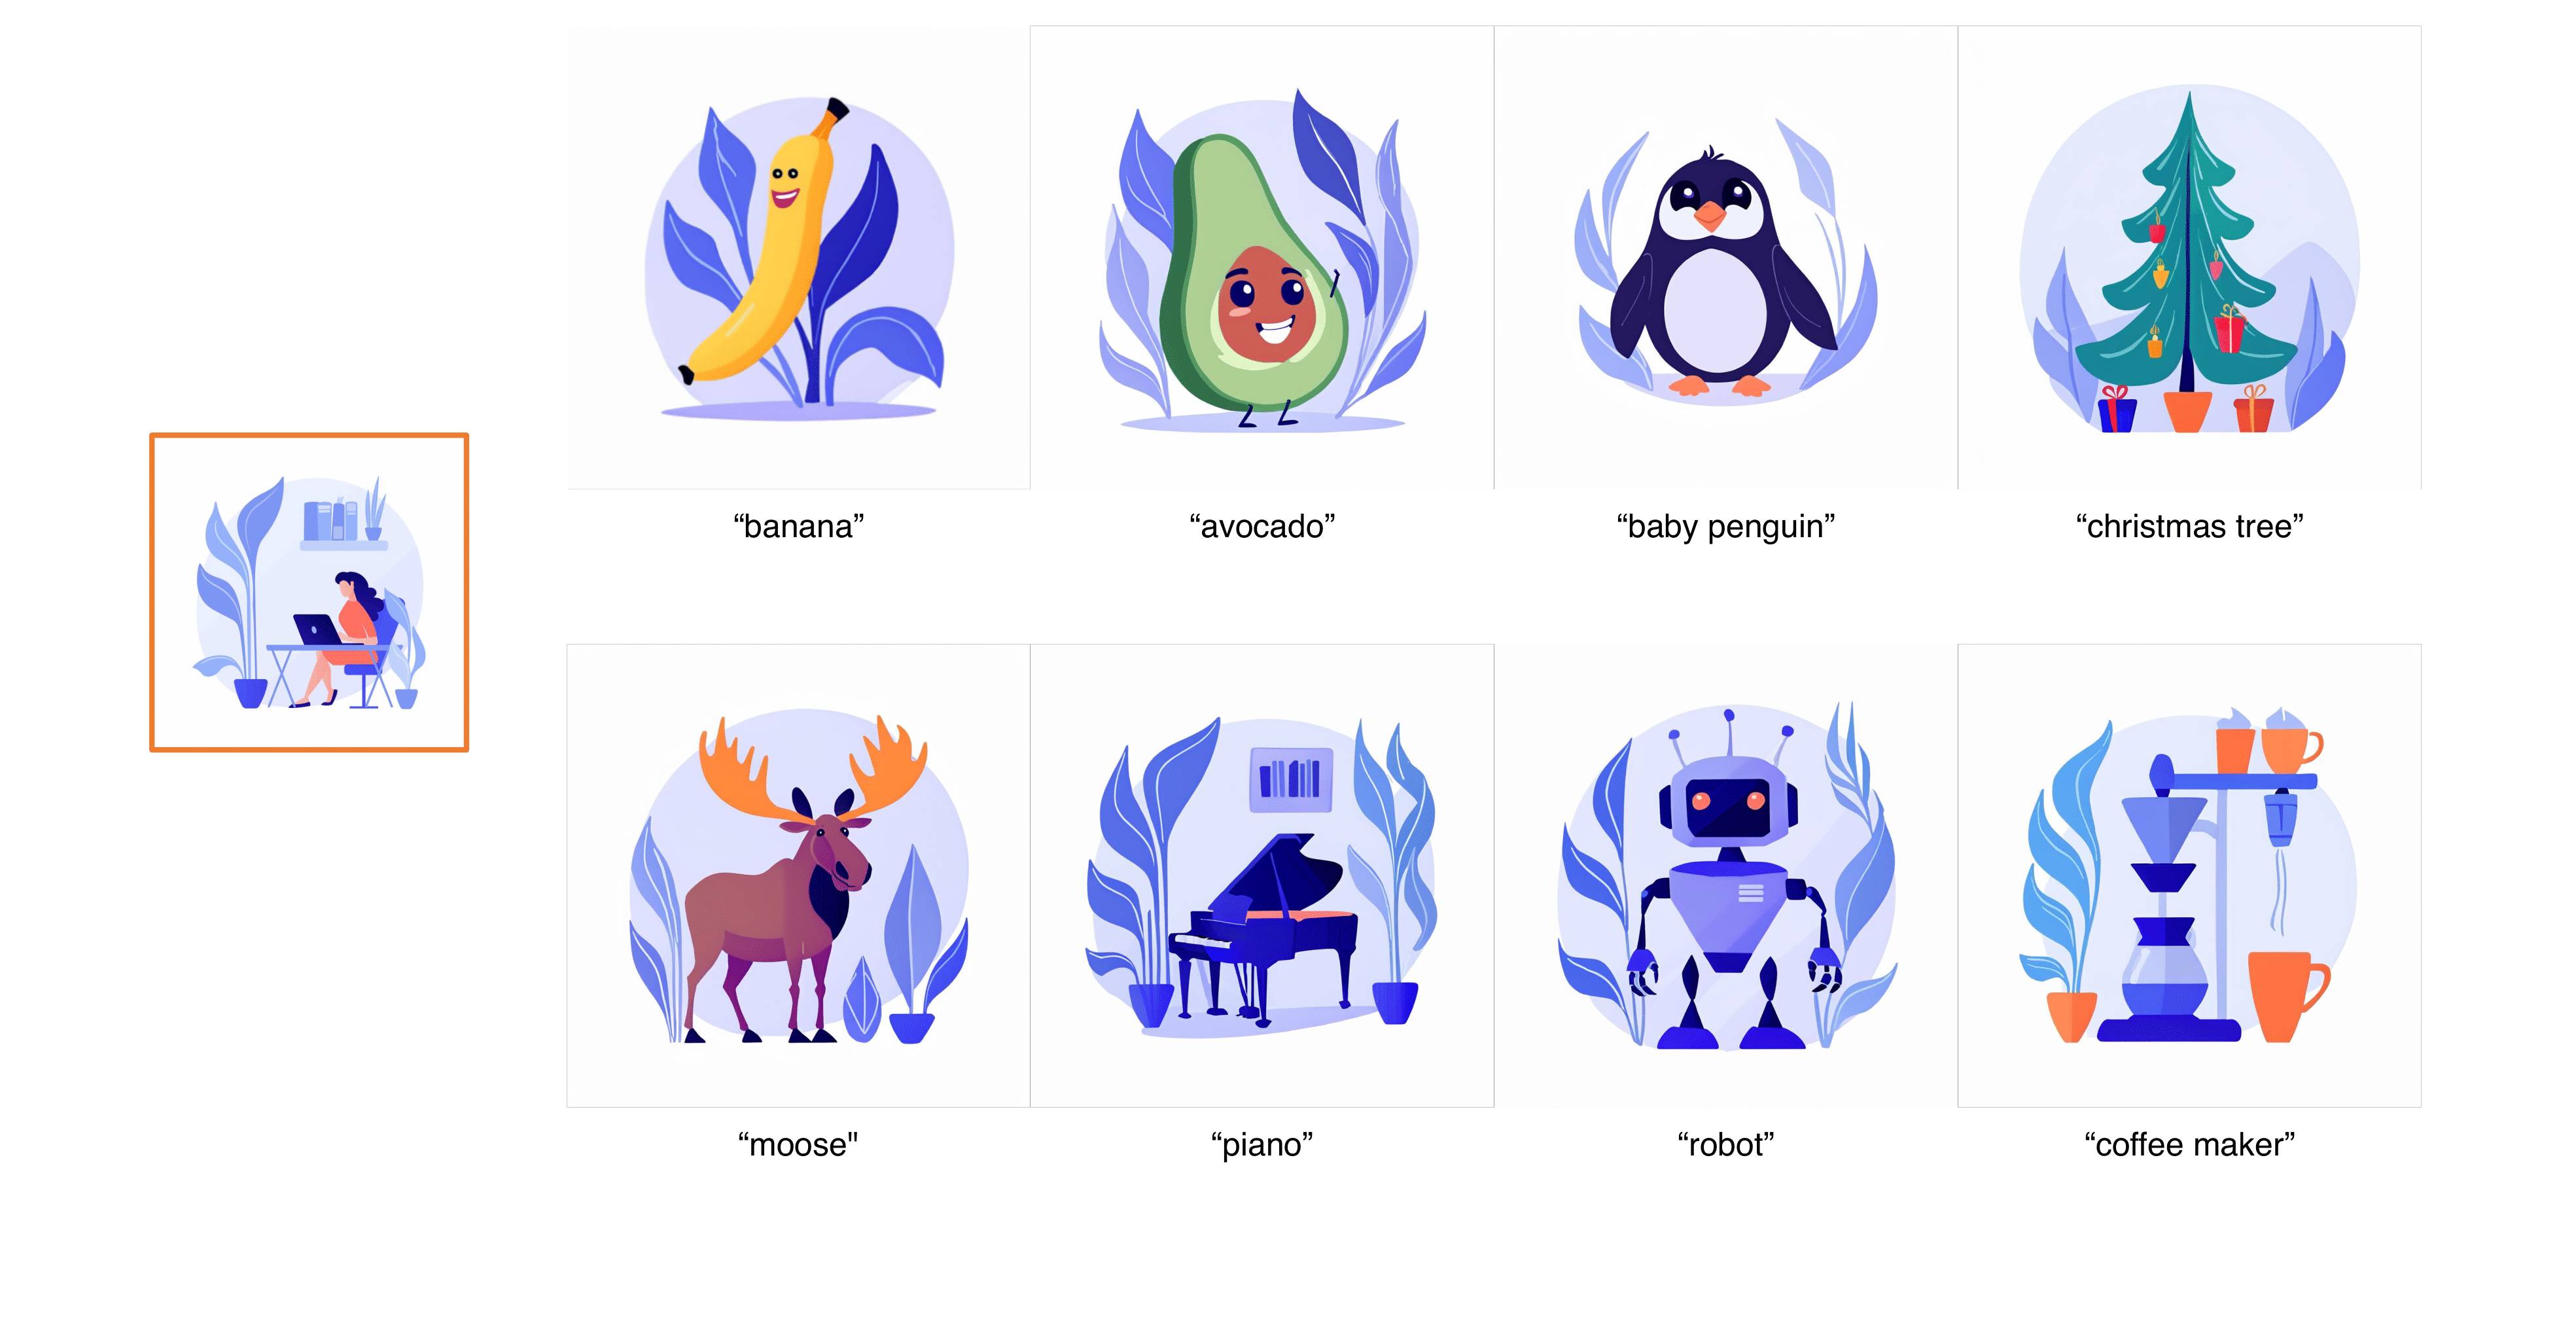 “banana”
“avocado”
“baby penguin”
“christmas tree”
“moose"
“piano”
“robot”
“coffee maker”